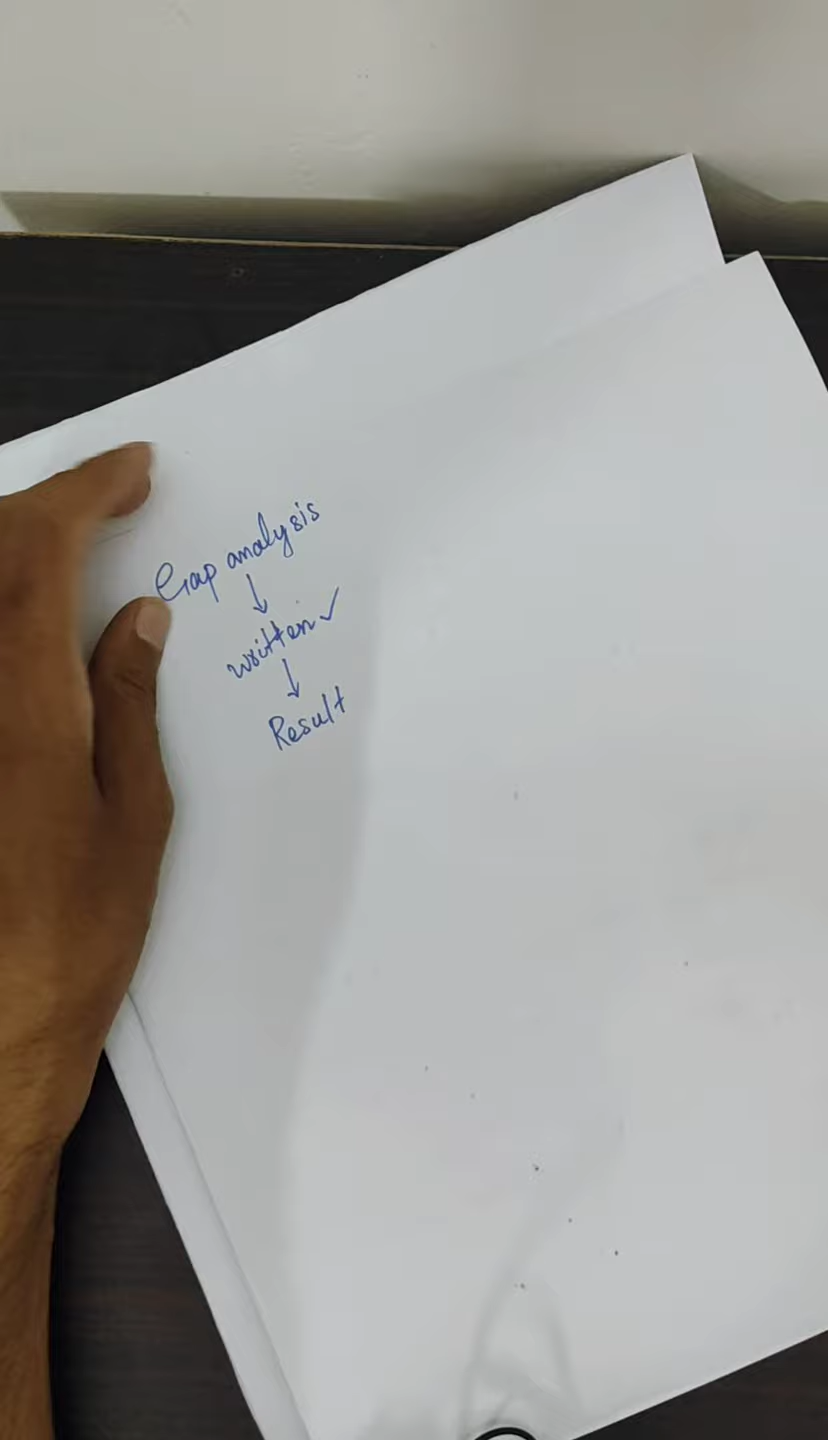 Gap analysis
↓
written ✓
↓
Result